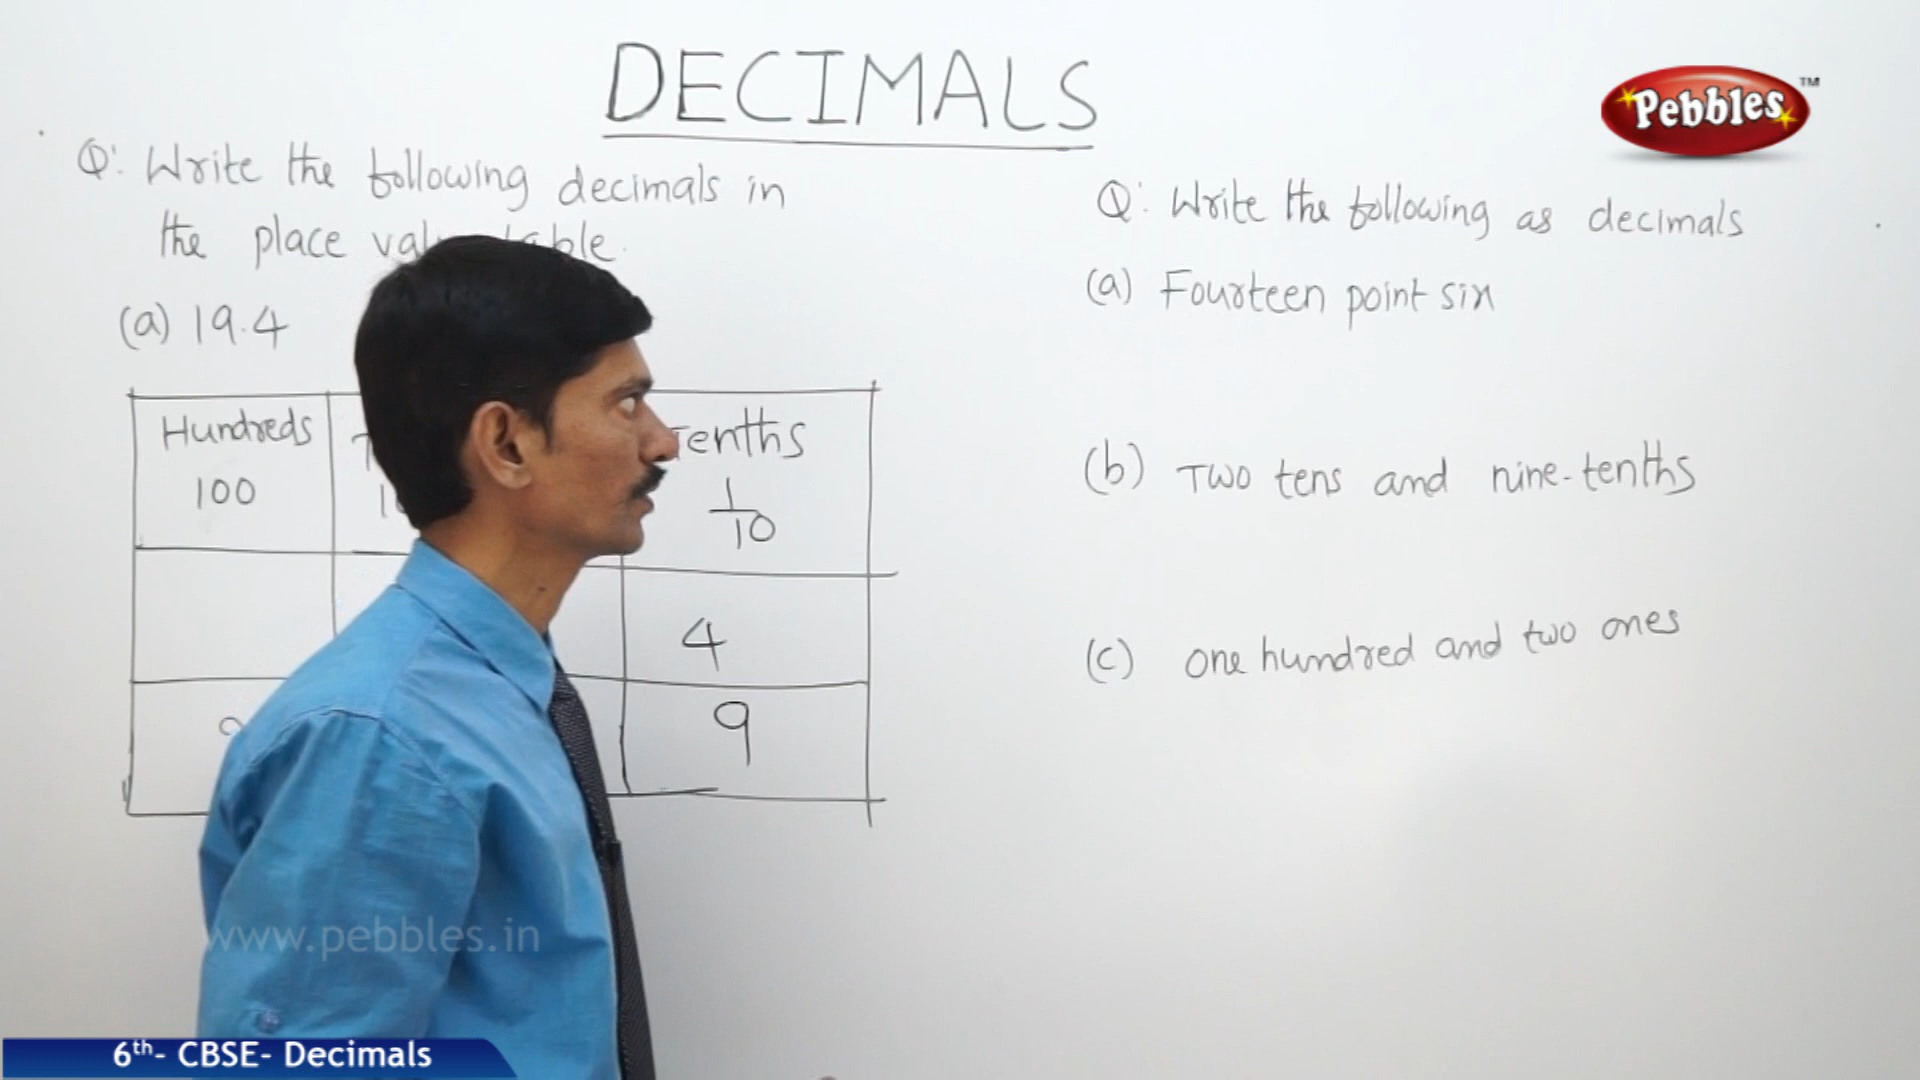 DECIMALS
Pebbles™
Q: Write the following decimals in
the place table.
(a) 19.4
Hundreds
100
Tenths
1/10
4
9
Q: Write the following as decimals
(a) Fourteen point six
(b) Two tens and nine-tenths
(c) one hundred and two ones
www.pebbles.in
6th- CBSE- Decimals